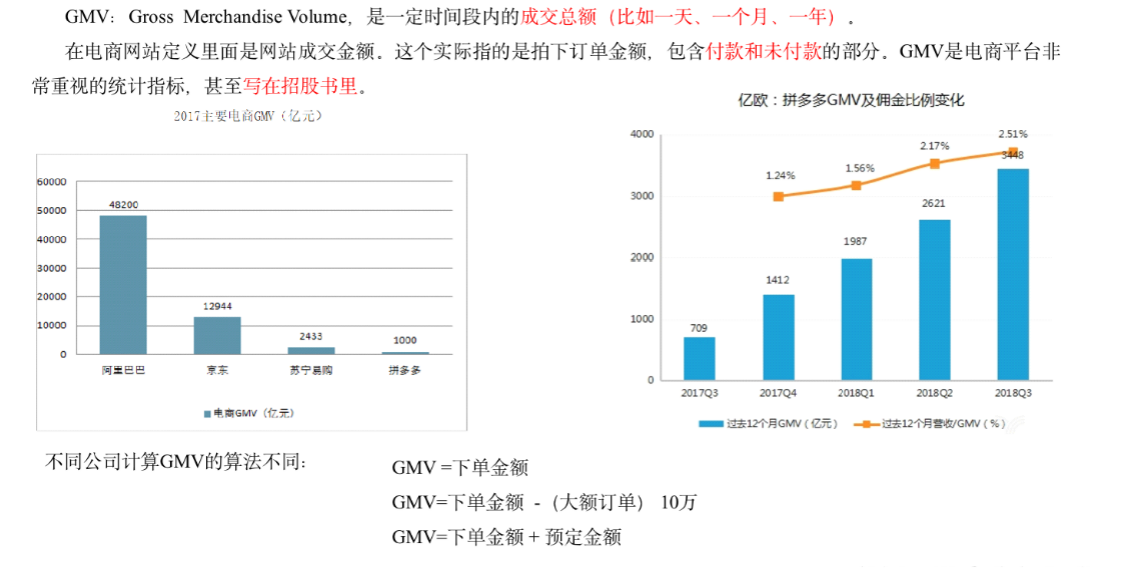 GMV：Gross Merchandise Volume，是一定时间段内的成交总额（比如一天、一个月、一年）。
在电商网站定义里面是网站成交金额。这个实际指的是拍下订单金额，包含付款和未付款的部分。GMV是电商平台非
常重视的统计指标，甚至写在招股书里。
2017主要电商GMV（亿元）
60000
50000
40000
30000
20000
10000
0
48200
12944
2433
1000
阿里巴巴
京东
苏宁易购
拼多多
电商GMV（亿元）
亿欧：拼多多GMV及佣金比例变化
4000
3000
2000
1000
0
1.24%
1.56%
2.17%
2.51%
709
1412
1987
2621
3448
2017Q3
2017Q4
2018Q1
2018Q2
2018Q3
过去12个月GMV（亿元）
过去12个月营收/GMV（%）
不同公司计算GMV的算法不同：
GMV =下单金额
GMV=下单金额 -（大额订单） 10万
GMV=下单金额 + 预定金额